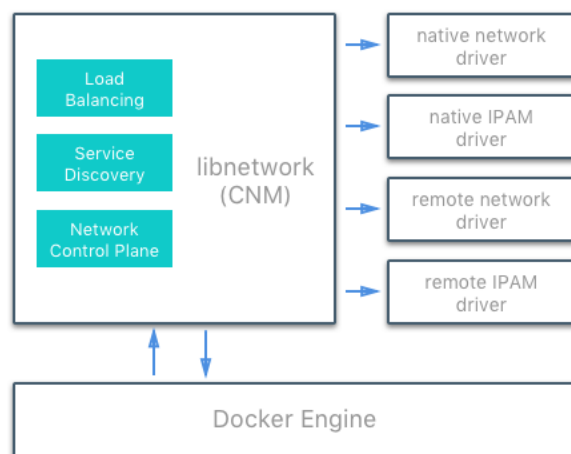 Load
Balancing
Service
Discovery
Network
Control Plane
libnetwork
(CNM)
native network
driver
native IPAM
driver
remote network
driver
remote IPAM
driver
Docker Engine